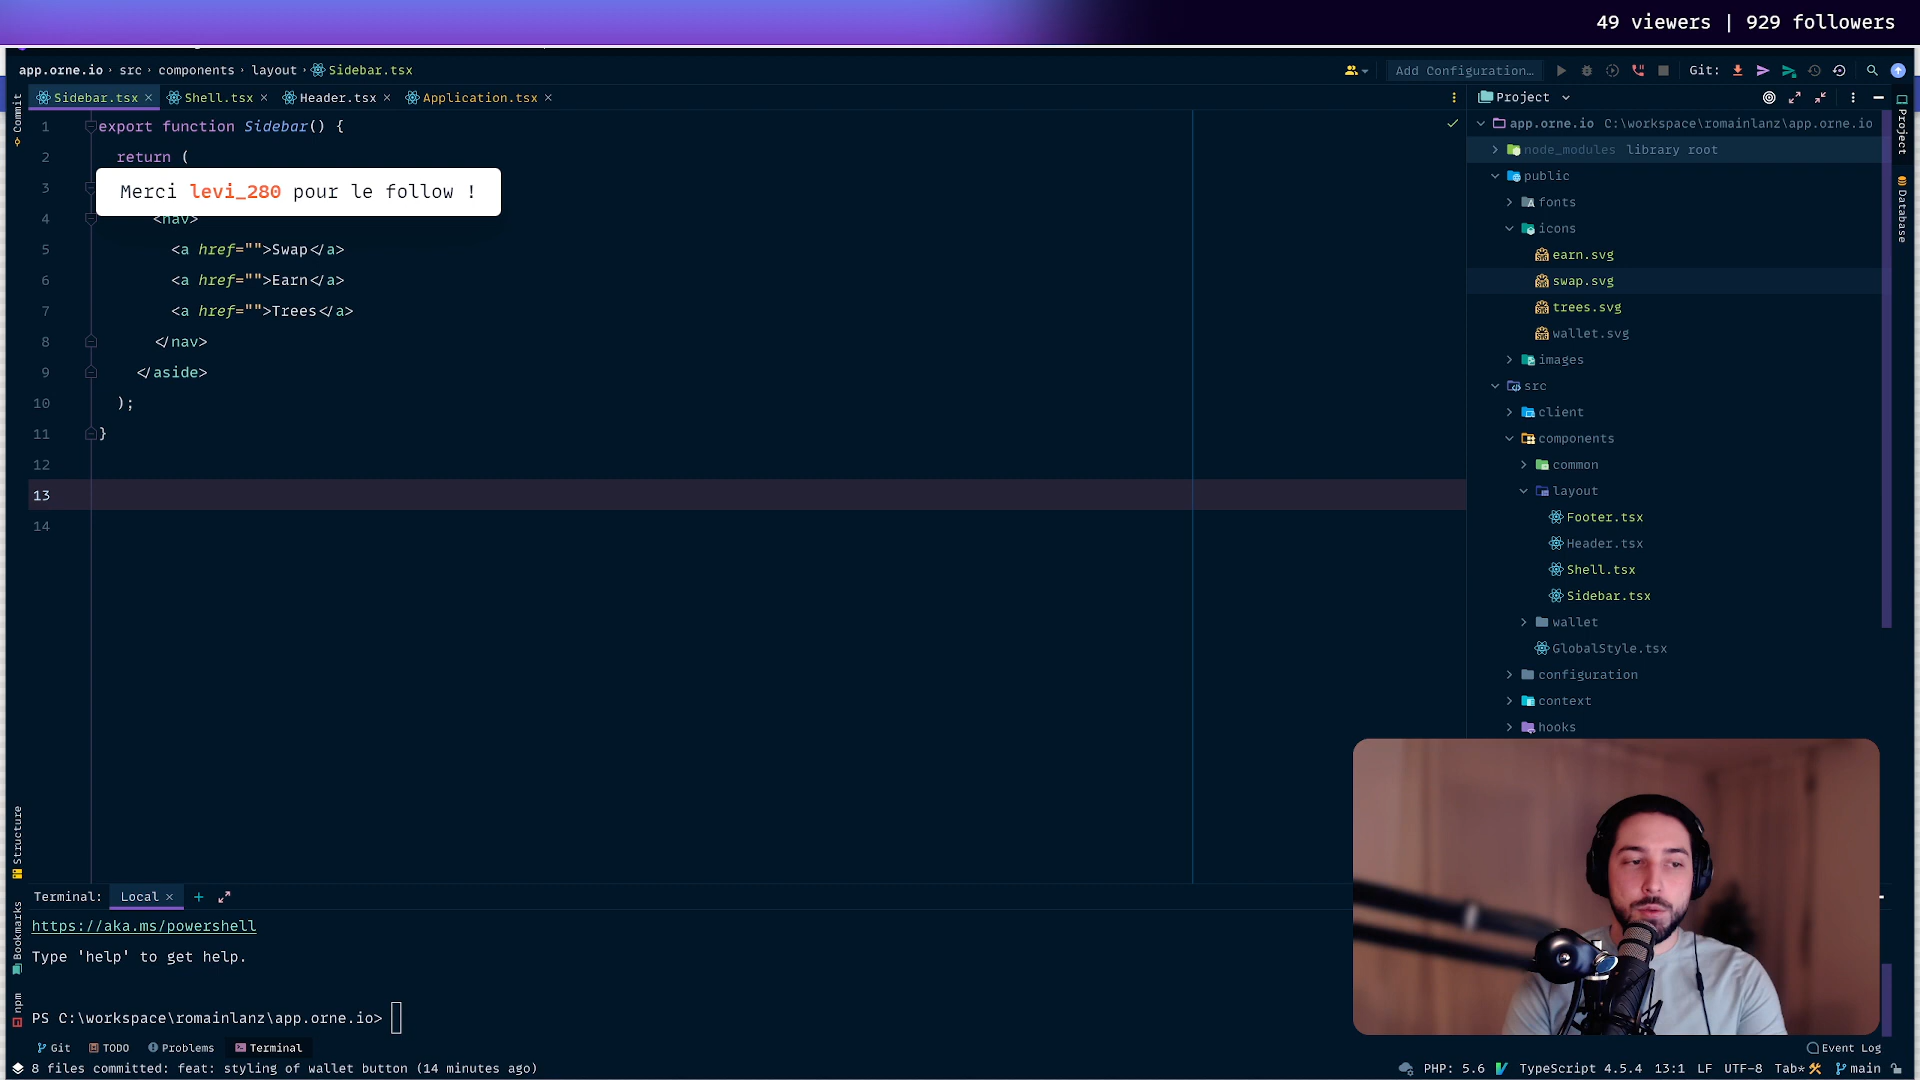 49 viewers | 929 followers
app.orne.io › src › components › layout › Sidebar.tsx
Add Configuration...
Git:
Commit
Sidebar.tsx
Shell.tsx
Header.tsx
Application.tsx
Project
Project
Database
1 export function Sidebar() {
2 return (
3
Merci levi_280 pour le follow !
4 <nav>
5 <a href="">Swap</a>
6 <a href="">Earn</a>
7 <a href="">Trees</a>
8 </nav>
9 </aside>
10 );
11 }
12
13
14
app.orne.io C:\workspace\romainlanz\app.orne.io
node_modules library root
public
fonts
icons
earn.svg
swap.svg
trees.svg
wallet.svg
images
src
client
components
common
layout
Footer.tsx
Header.tsx
Shell.tsx
Sidebar.tsx
wallet
GlobalStyle.tsx
configuration
context
hooks
Structure
Bookmarks
npm
Terminal: Local
https://aka.ms/powershell
Type 'help' to get help.
PS C:\workspace\romainlanz\app.orne.io>
Git TODO Problems Terminal
Event Log
8 files committed: feat: styling of wallet button (14 minutes ago)
PHP: 5.6 TypeScript 4.5.4 13:1 LF UTF-8 Tab* main